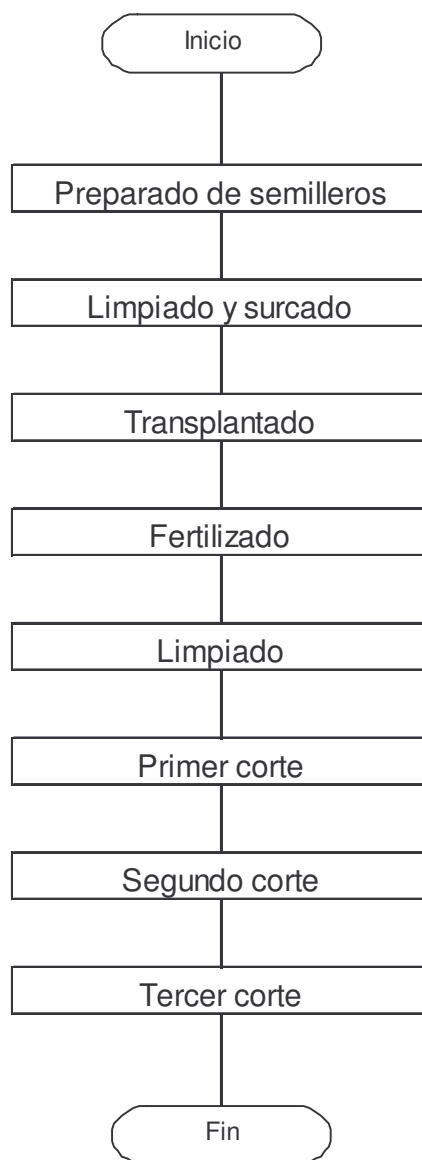 Inicio
Preparado de semilleros
Limpiado y surcado
Transplantado
Fertilizado
Limpiado
Primer corte
Segundo corte
Tercer corte
Fin